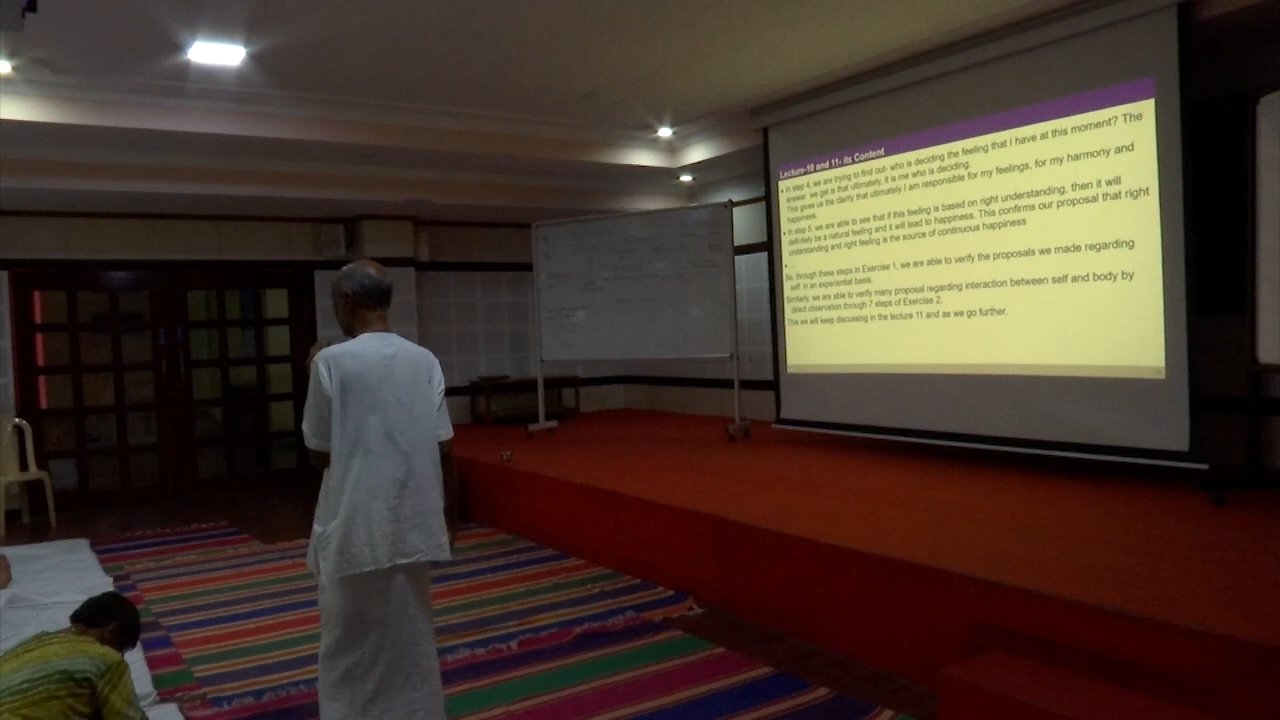 Lecture-10 and 11- its Content
• In step 4, we are trying to find out- who is deciding the feeling that I have at this moment? The
answer we get is that ultimately, it is me who is deciding.
This gives us the clarity that ultimately I am responsible for my feelings, for my harmony and
happiness.
• In step 5, we are able to see that if this feeling is based on right understanding, then it will
definitely be a natural feeling and it will lead to happiness. This confirms our proposal that right
understanding and right feeling is the source of continuous happiness
• ...
So, through these steps in Exercise 1, we are able to verify the proposals we made regarding
self in an experiential basis.
Similarly, we are able to verify many proposal regarding interaction between self and body by
direct observation through 7 steps of Exercise 2.
This we will keep discussing in the lecture 11 and as we go further.